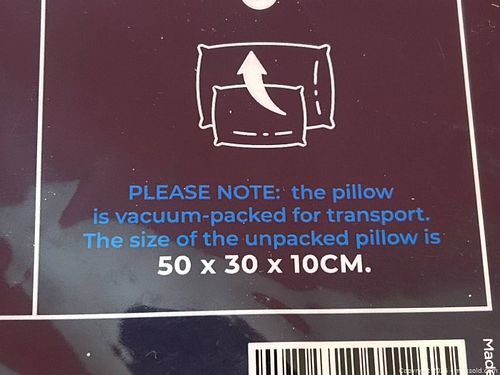 PLEASE NOTE: the pillow
is vacuum-packed for transport.
The size of the unpacked pillow is
50 x 30 x 10CM.
Made